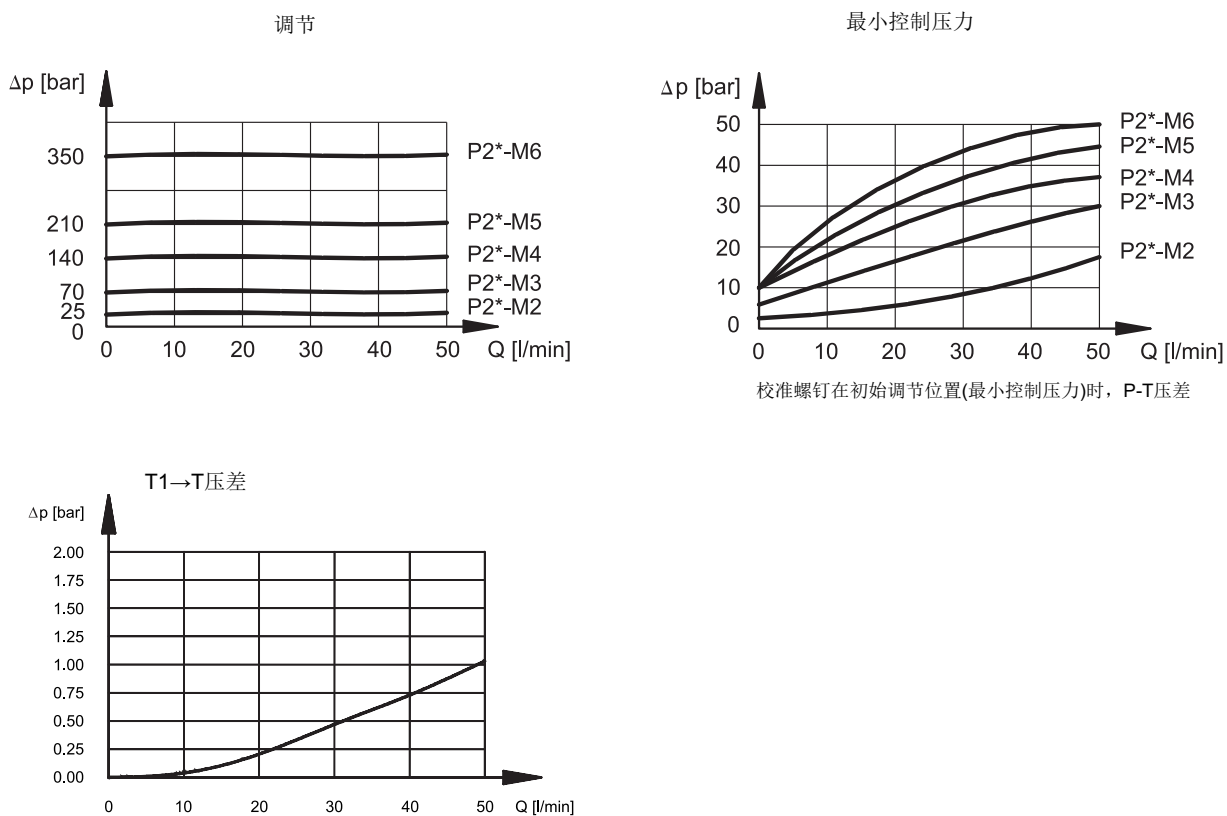 调节
Δp [bar]
350
210
140
70
25
0
P2*-M6
P2*-M5
P2*-M4
P2*-M3
P2*-M2
0 10 20 30 40 50 Q [l/min]
最小控制压力
Δp [bar]
50
40
30
20
10
0
P2*-M6
P2*-M5
P2*-M4
P2*-M3
P2*-M2
0 10 20 30 40 50 Q [l/min]
校准螺钉在初始调节位置(最小控制压力)时，P-T压差
T1→T压差
Δp [bar]
2.00
1.75
1.50
1.25
1.00
0.75
0.50
0.25
0.00
0 10 20 30 40 50 Q [l/min]